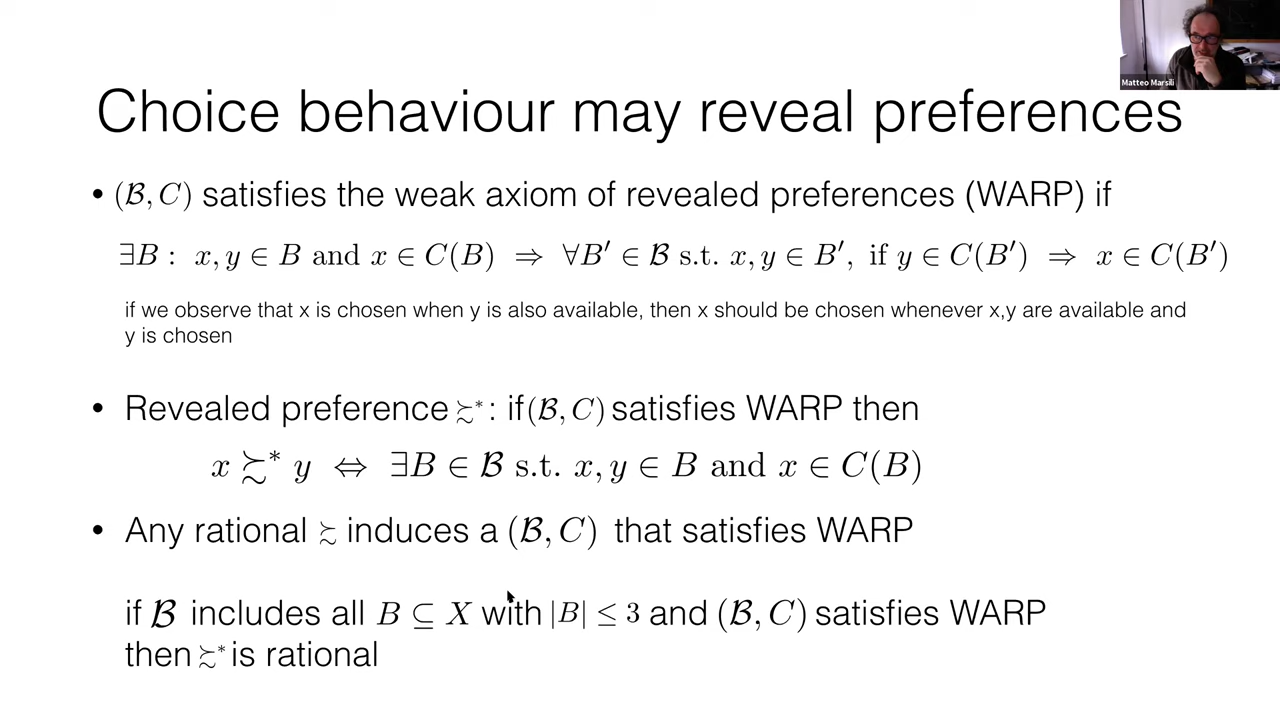 Matteo Marsili
Choice behaviour may reveal preferences
• (ℬ, C) satisfies the weak axiom of revealed preferences (WARP) if
∃B : x, y ∈ B and x ∈ C(B) ⇒ ∀B′ ∈ ℬ s.t. x, y ∈ B′, if y ∈ C(B′) ⇒ x ∈ C(B′)
if we observe that x is chosen when y is also available, then x should be chosen whenever x,y are available and
y is chosen
• Revealed preference ≿* : if (ℬ, C) satisfies WARP then
x ≿* y ⇔ ∃B ∈ ℬ s.t. x, y ∈ B and x ∈ C(B)
• Any rational ≿ induces a (ℬ, C) that satisfies WARP
if ℬ includes all B ⊆ X with |B| ≤ 3 and (ℬ, C) satisfies WARP
then ≿* is rational